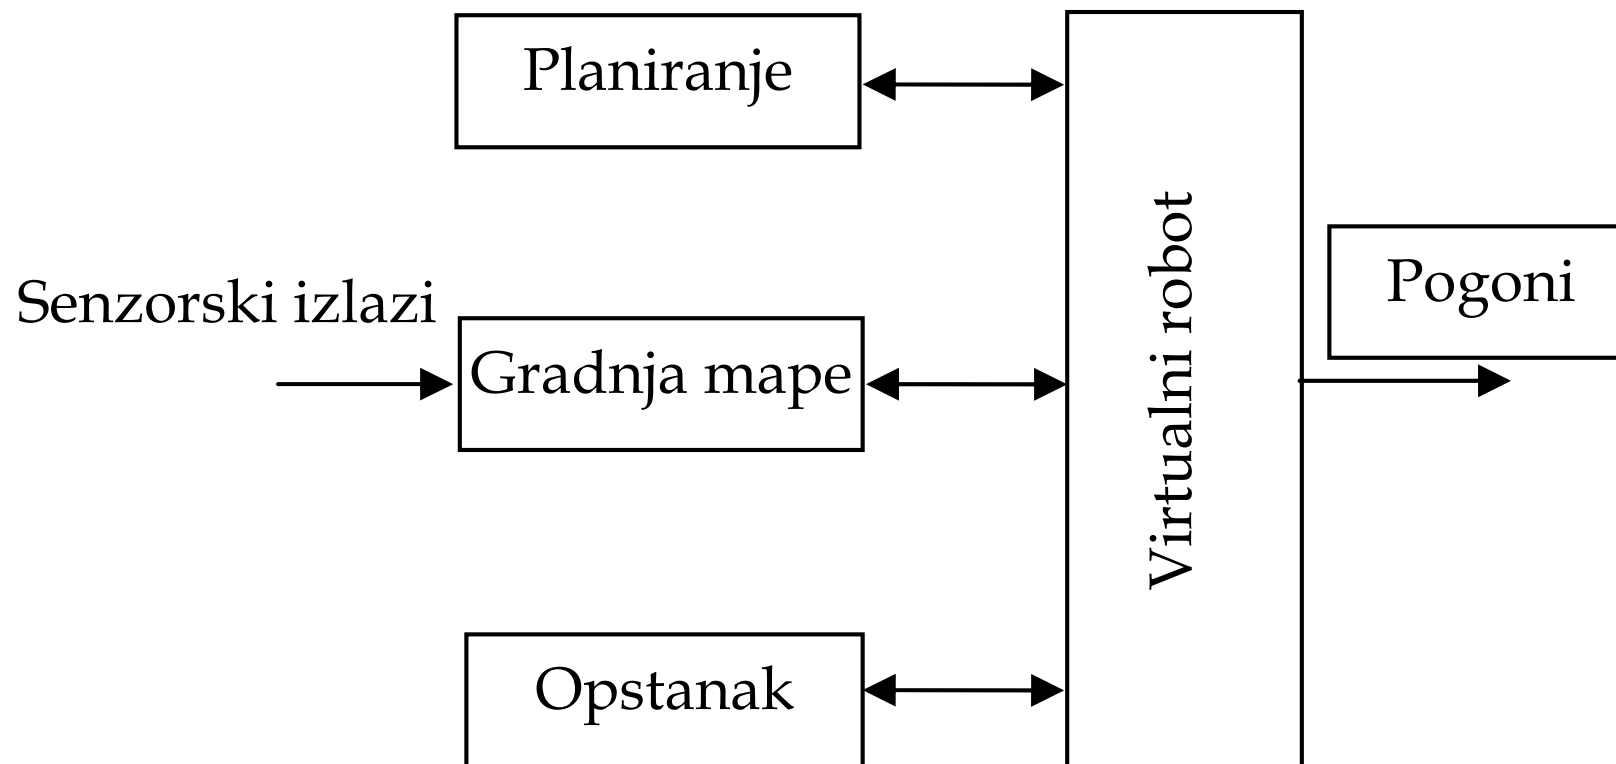 Planiranje
Senzorski izlazi
Gradnja mape
Opstanak
Virtualni robot
Pogoni